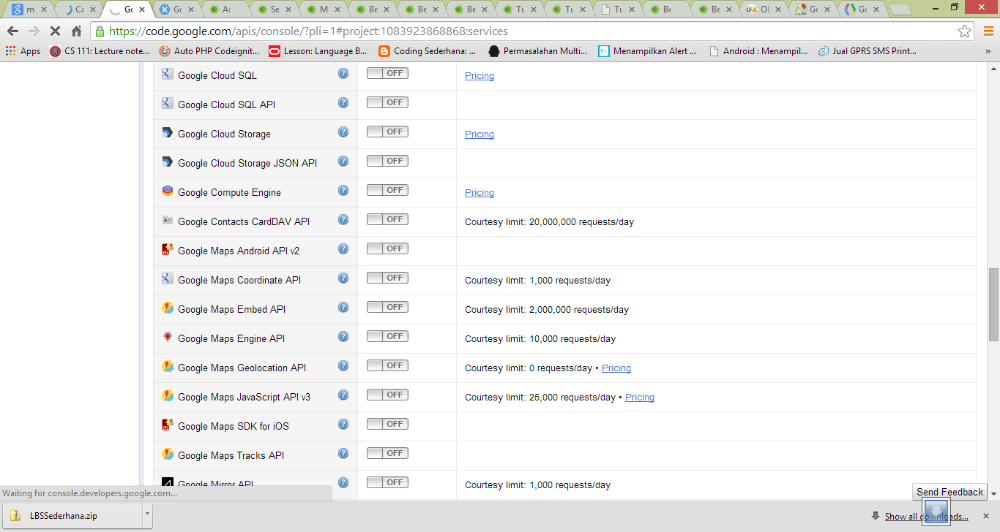 m Ca Go Go Ar Se M Be Be Be Tu Tu Tu Be Be OL Go Go
https://code.google.com/apis/console/?pli=1#project:1083923868868:services
Apps CS 111: Lecture note... Auto PHP Codeignit... Lesson: Language B... Coding Sederhana: ... Permasalahan Multi... Menampilkan Alert ... Android : Menampil... Jual GPRS SMS Print... »
Google Cloud SQL ? OFF Pricing
Google Cloud SQL API ? OFF
Google Cloud Storage ? OFF Pricing
Google Cloud Storage JSON API ? OFF
Google Compute Engine ? OFF Pricing
Google Contacts CardDAV API ? OFF Courtesy limit: 20,000,000 requests/day
Google Maps Android API v2 ? OFF
Google Maps Coordinate API ? OFF Courtesy limit: 1,000 requests/day
Google Maps Embed API ? OFF Courtesy limit: 2,000,000 requests/day
Google Maps Engine API ? OFF Courtesy limit: 10,000 requests/day
Google Maps Geolocation API ? OFF Courtesy limit: 0 requests/day • Pricing
Google Maps JavaScript API v3 ? OFF Courtesy limit: 25,000 requests/day • Pricing
Google Maps SDK for iOS ? OFF
Google Maps Tracks API ? OFF
Google Mirror API ? OFF Courtesy limit: 1,000 requests/day
Waiting for console.developers.google.com...
Send Feedback
LBSSederhana.zip
Show all downloads...